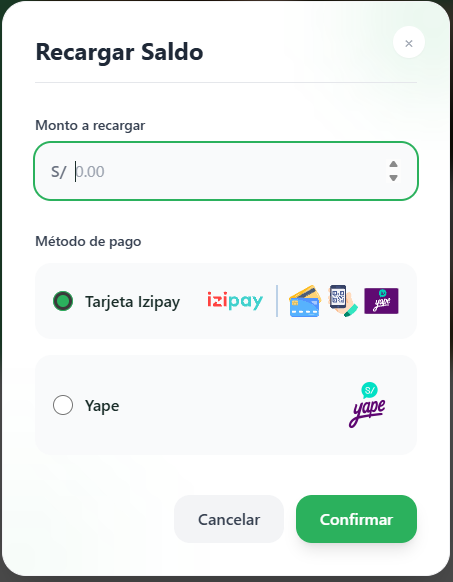 Recargar Saldo
×
Monto a recargar
S/ 0.00
Método de pago
Tarjeta Izipay izipay S/ yape
S/
Yape yape
Cancelar Confirmar